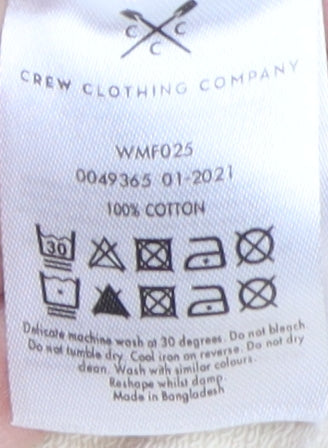 C C
C
CREW CLOTHING COMPANY
WMF025
0049365 01-2021
100% COTTON
30
Delicate machine wash at 30 degrees. Do not bleach.
Do not tumble dry. Cool iron on reverse. Do not dry
clean. Wash with similar colours.
Reshape whilst damp.
Made in Bangladesh